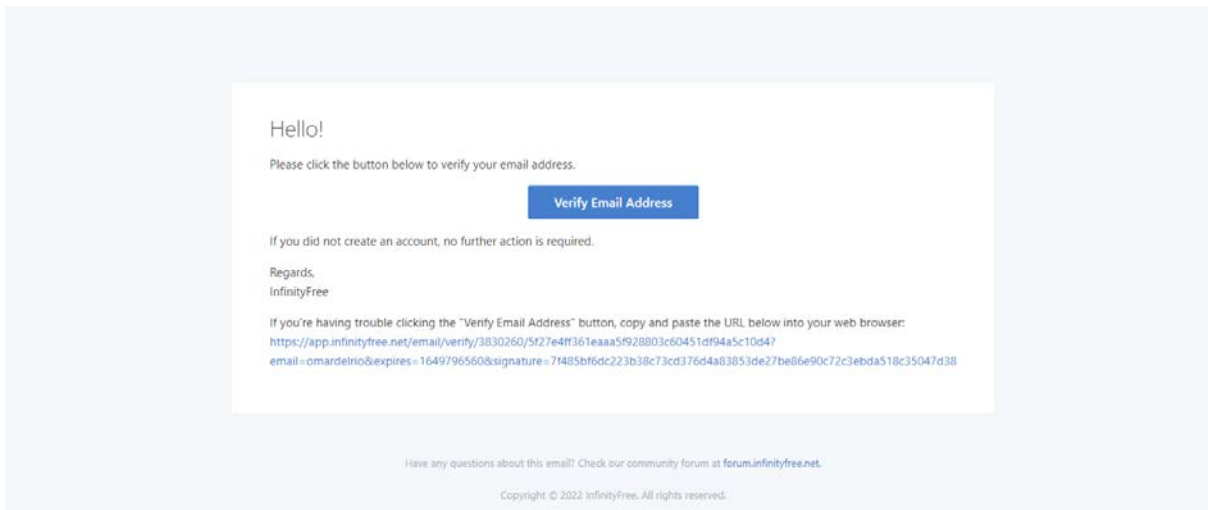 Hello!
Please click the button below to verify your email address.
Verify Email Address
If you did not create an account, no further action is required.
Regards,
InfinityFree
If you're having trouble clicking the "Verify Email Address" button, copy and paste the URL below into your web browser:
https://app.infinityfree.net/email/verify/3830260/5f27e4ff361eaaa5f928803c60451df94a5c10d4?
email=omardelrio&expires=1649796560&signature=7f485bf6dc223b38c73cd376d4a83853de27be86e90c72c3ebda518c35047d38
Have any questions about this email? Check our community forum at forum.infinityfree.net.
Copyright © 2022 InfinityFree. All rights reserved.